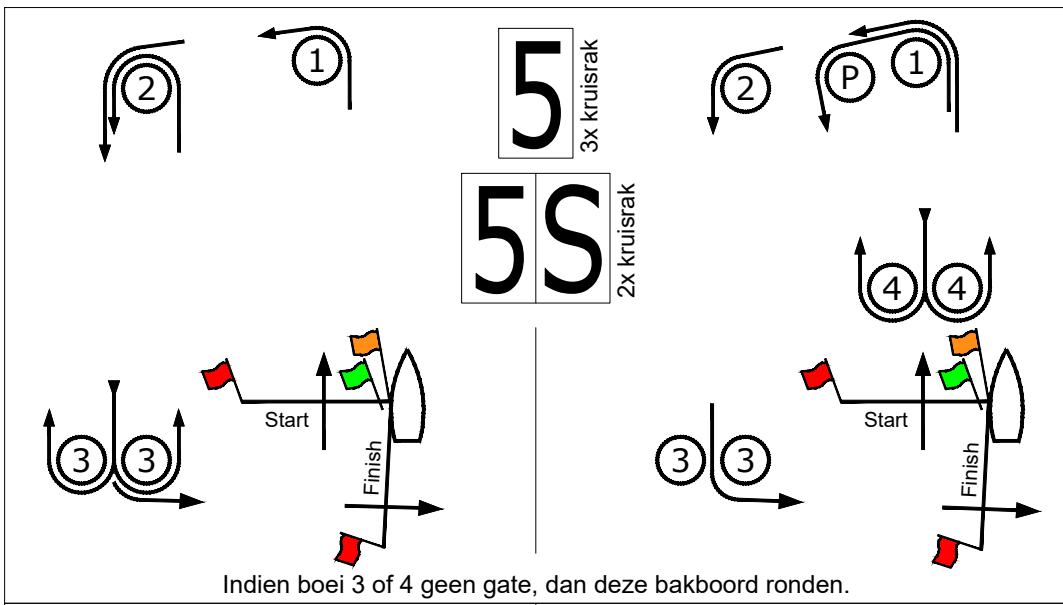 2
1
5
3x kruisrak
2
P
1
5S
2x kruisrak
4 4
3 3
Start
Finish
3 3
Start
Finish
Indien boei 3 of 4 geen gate, dan deze bakboord ronden.